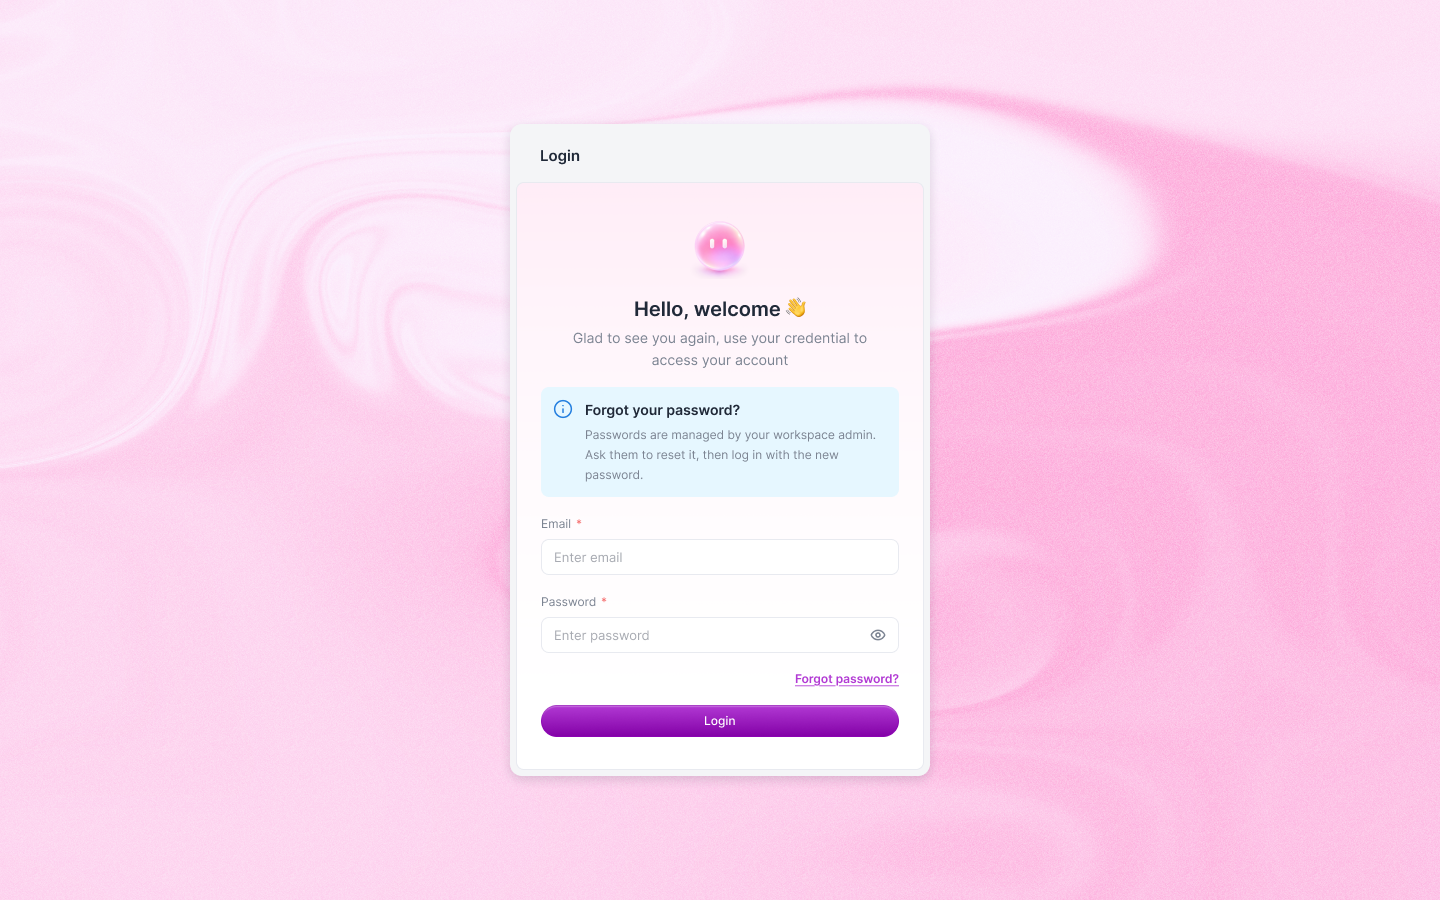 Login
Hello, welcome 👋
Glad to see you again, use your credential to
access your account
Forgot your password?
Passwords are managed by your workspace admin.
Ask them to reset it, then log in with the new
password.
Email *
Enter email
Password *
Enter password
Forgot password?
Login